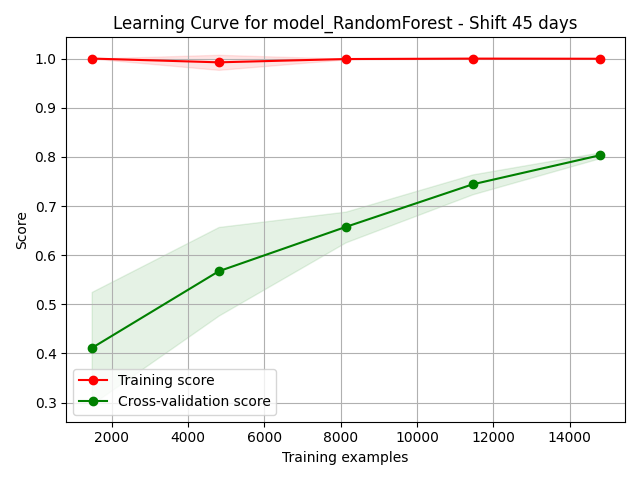 Learning Curve for model_RandomForest - Shift 45 days
Score
1.0
0.9
0.8
0.7
0.6
0.5
0.4
0.3
Training score
Cross-validation score
2000 4000 6000 8000 10000 12000 14000
Training examples